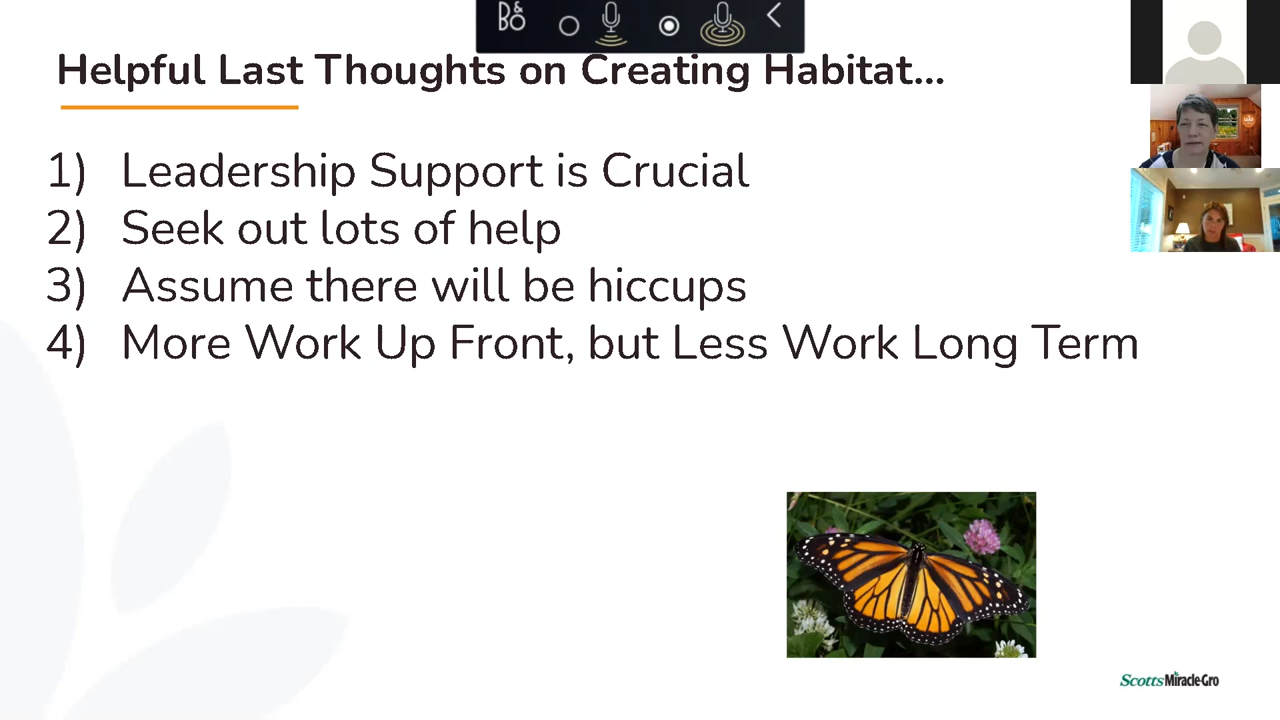 B&O
Helpful Last Thoughts on Creating Habitat...
1) Leadership Support is Crucial
2) Seek out lots of help
3) Assume there will be hiccups
4) More Work Up Front, but Less Work Long Term
ScottsMiracle-Gro